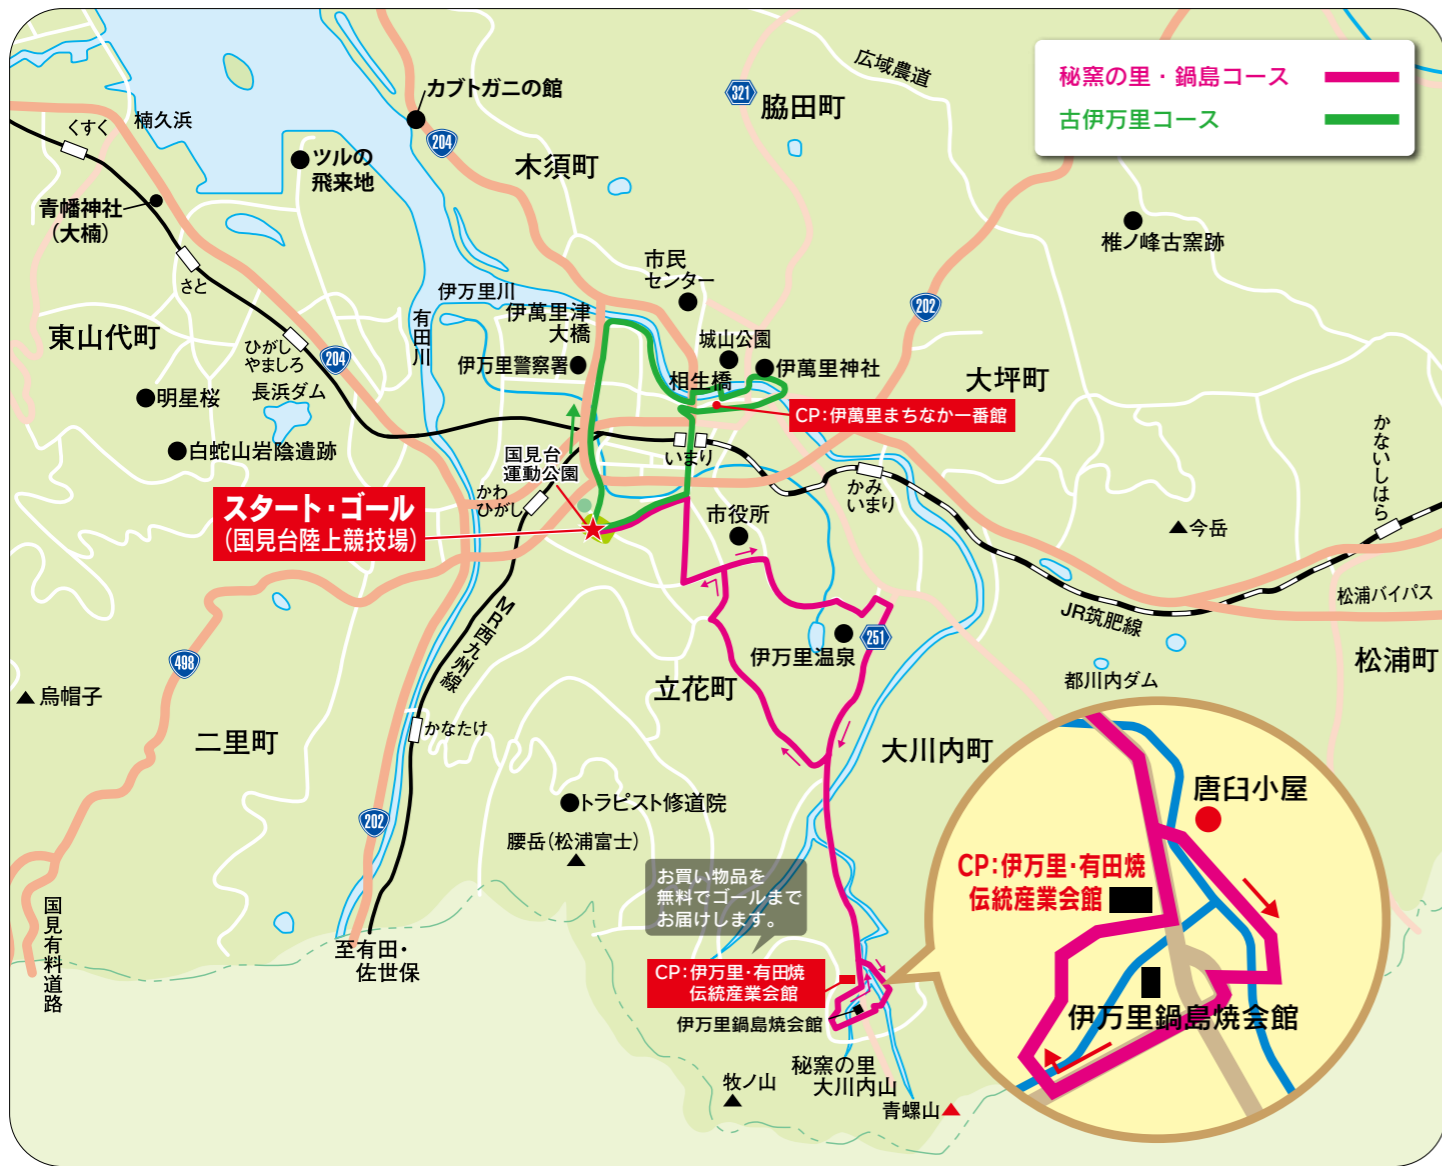 秘窯の里・鍋島コース
古伊万里コース
広域農道
321
脇田町
カブトガニの館
204
木須町
くすく
楠久浜
ツルの
飛来地
青幡神社
(大楠)
さと
椎ノ峰古窯跡
市民
センター
伊万里川
伊萬里津
大橋
有田川
202
東山代町
ひがし
やましろ
204
伊万里警察署
城山公園
伊萬里神社
相生橋
大坪町
長浜ダム
明星桜
CP:伊萬里まちなか一番館
白蛇山岩陰遺跡
国見台
運動公園
いまり
かないしはら
かみ
いまり
かわ
ひがし
スタート・ゴール
(国見台陸上競技場)
市役所
今岳
松浦バイパス
JR筑肥線
MR西九州線
251
伊万里温泉
498
松浦町
都川内ダム
烏帽子
立花町
二里町
かなたけ
大川内町
唐臼小屋
トラピスト修道院
202
腰岳(松浦富士)
CP:伊万里・有田焼
伝統産業会館
お買い物品を
無料でゴールまで
お届けします。
国見有料道路
至有田・
佐世保
CP:伊万里・有田焼
伝統産業会館
伊万里鍋島焼会館
伊万里鍋島焼会館
秘窯の里
大川内山
牧ノ山
青螺山